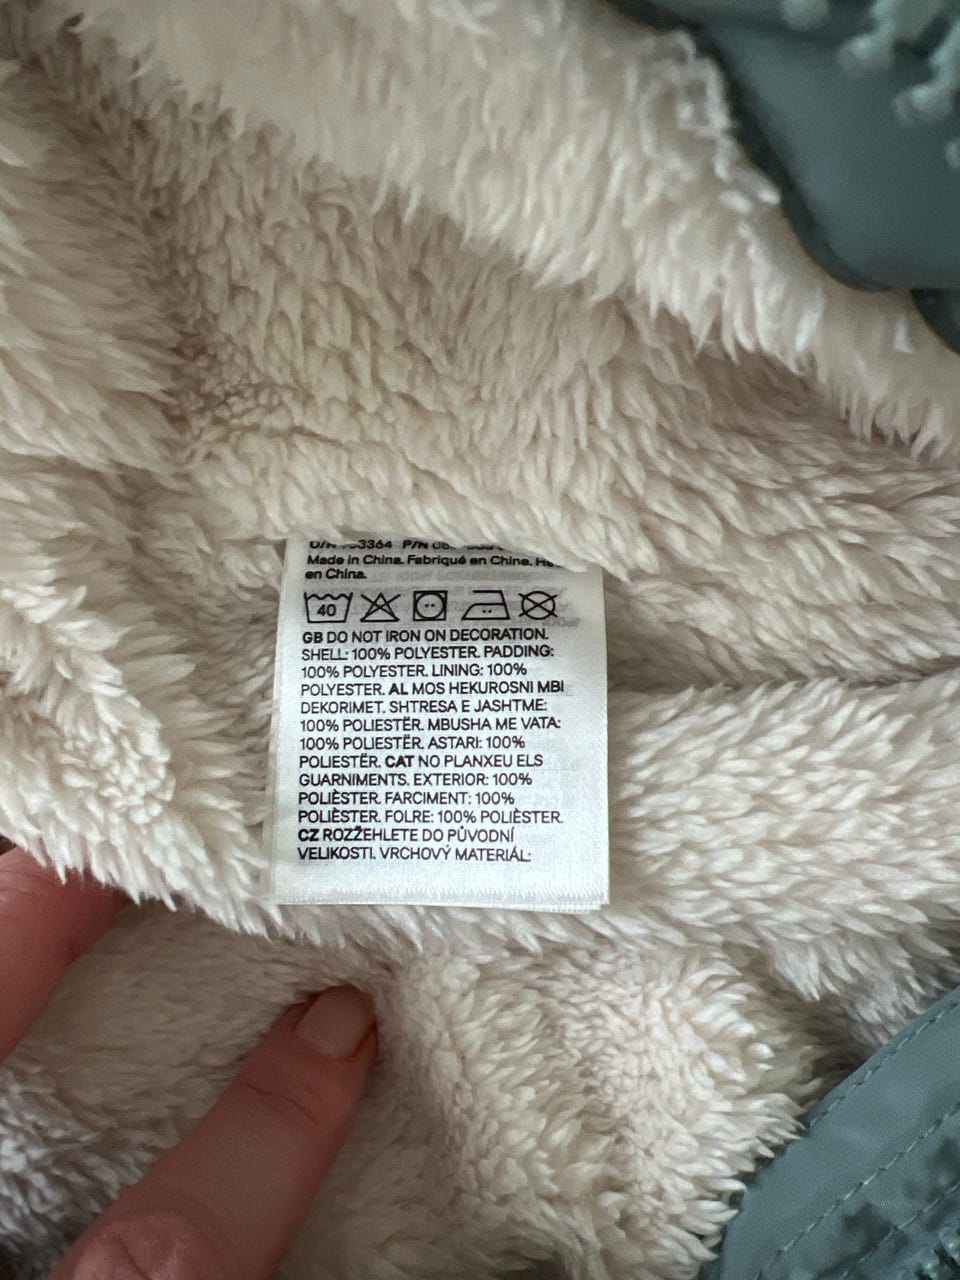 3364 P/N
Made in China. Fabriqué en Chine.
en China.
40
GB DO NOT IRON ON DECORATION.
SHELL: 100% POLYESTER. PADDING:
100% POLYESTER. LINING: 100%
POLYESTER. AL MOS HEKUROSNI MBI
DEKORIMET. SHTRESA E JASHTME:
100% POLIESTËR. MBUSHA ME VATA:
100% POLIESTËR. ASTARI: 100%
POLIESTËR. CAT NO PLANXEU ELS
GUARNIMENTS. EXTERIOR: 100%
POLIÈSTER. FARCIMENT: 100%
POLIÈSTER. FOLRE: 100% POLIÈSTER.
CZ ROZŽEHLETE DO PŮVODNÍ
VELIKOSTI. VRCHOVÝ MATERIÁL: